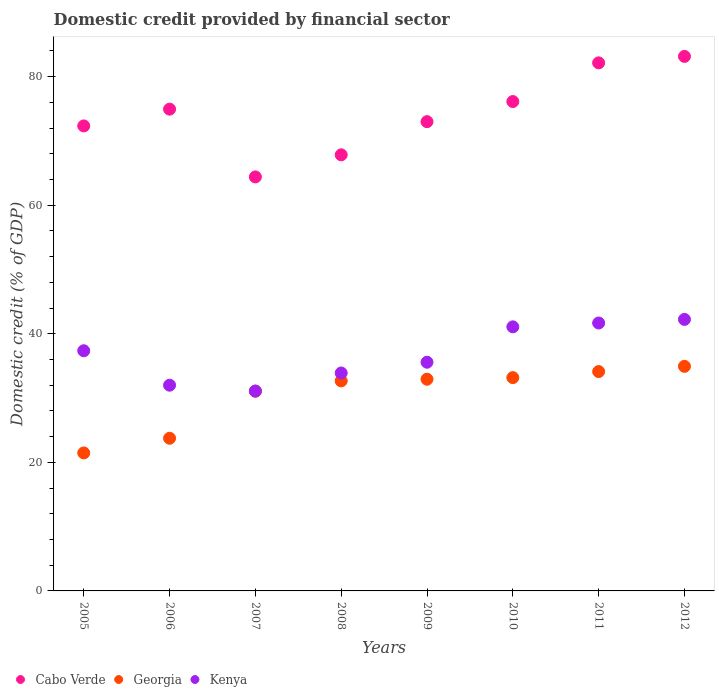 Domestic credit provided by financial sector
Domestic credit (% of GDP)
80
60
40
20
0
2005
2006
2007
2008
2009
2010
2011
2012
Years
Cabo Verde
Georgia
Kenya